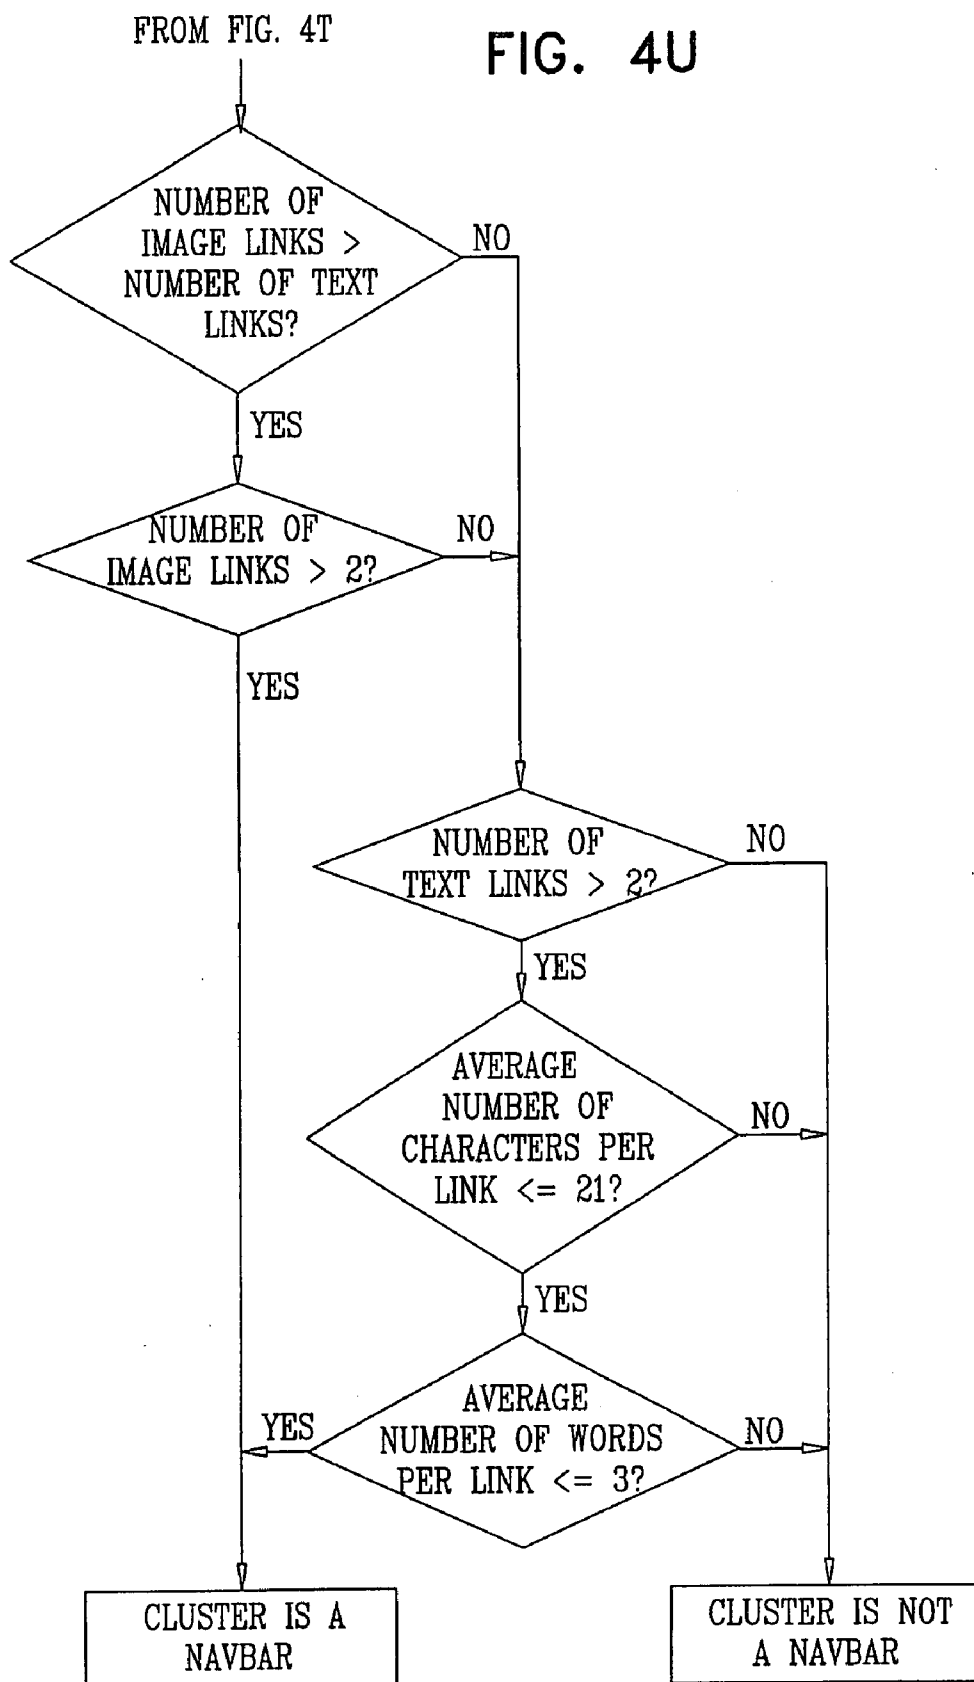 FROM FIG. 4T
FIG. 4U
NUMBER OF
IMAGE LINKS >
NUMBER OF TEXT
LINKS?
NO
YES
NUMBER OF
IMAGE LINKS > 2?
NO
YES
NUMBER OF
TEXT LINKS > 2?
NO
YES
AVERAGE
NUMBER OF
CHARACTERS PER
LINK <= 21?
NO
YES
AVERAGE
NUMBER OF WORDS
PER LINK <= 3?
YES
NO
CLUSTER IS A
NAVBAR
CLUSTER IS NOT
A NAVBAR